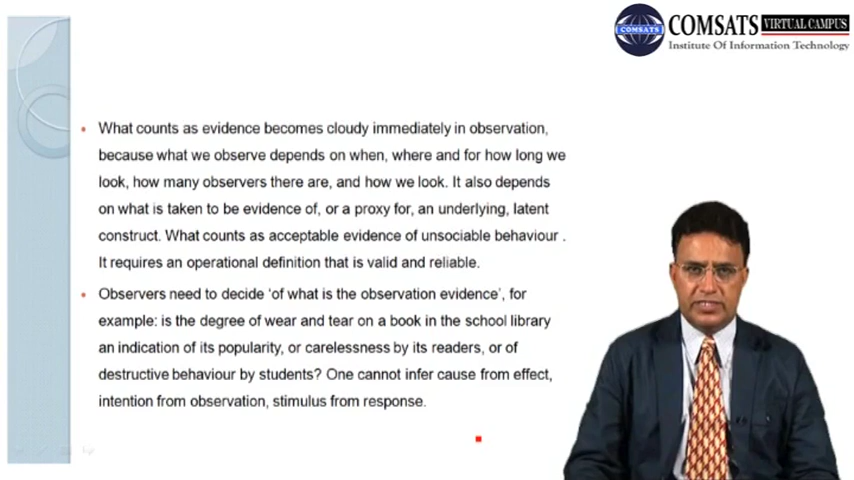 COMSATS VIRTUAL CAMPUS
COMSATS
Institute Of Information Technology
• What counts as evidence becomes cloudy immediately in observation,
because what we observe depends on when, where and for how long we
look, how many observers there are, and how we look. It also depends
on what is taken to be evidence of, or a proxy for, an underlying, latent
construct. What counts as acceptable evidence of unsociable behaviour .
It requires an operational definition that is valid and reliable.
• Observers need to decide ‘of what is the observation evidence’, for
example: is the degree of wear and tear on a book in the school library
an indication of its popularity, or carelessness by its readers, or of
destructive behaviour by students? One cannot infer cause from effect,
intention from observation, stimulus from response.